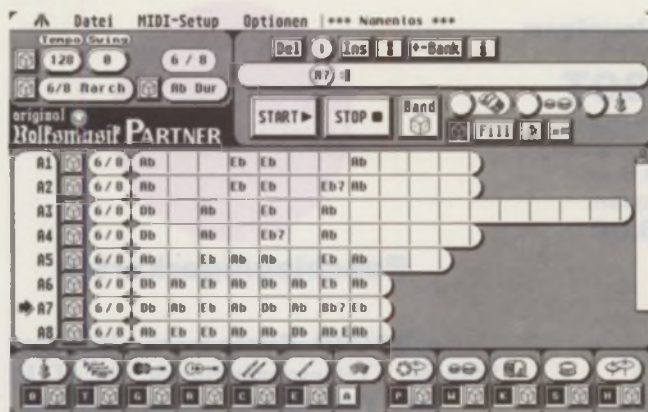 Datei MIDI-Setup Optionen *** Namenlos ***
Tempo Swing
120 0 6 / 8
Del Ins +-Bank
6/8 March Ab Dur
A7 :
original
Volksmusik PARTNER
START STOP Band
Fill
A1 6 / 8 Ab Eb Eb Ab
A2 6 / 8 Ab Eb Eb Eb7 Ab
A3 6 / 8 Db Ab Eb Ab
A4 6 / 8 Db Ab Eb7 Ab
A5 6 / 8 Ab Eb Ab Ab Eb
A6 6 / 8 Db Ab Eb Ab Db Ab Eb
A7 6 / 8 Db Ab Eb Ab Db Ab Bb7 Eb
A8 6 / 8 Ab Eb Eb Ab Ab Db Ab E Ab
B T G R C E A P W K S H